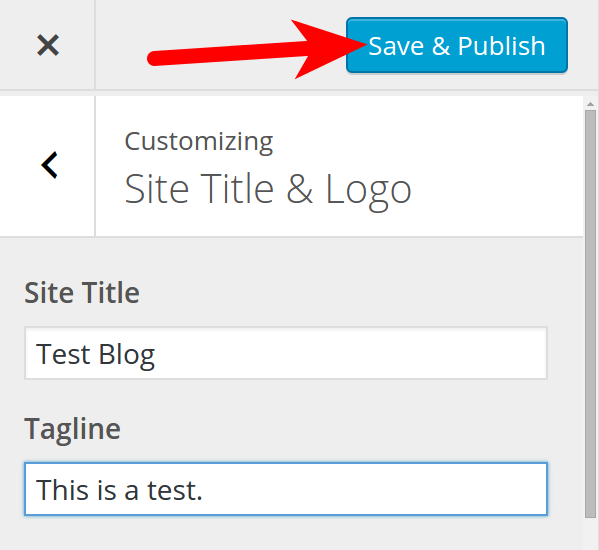 Save & Publish
Customizing
Site Title & Logo
Site Title
Test Blog
Tagline
This is a test.